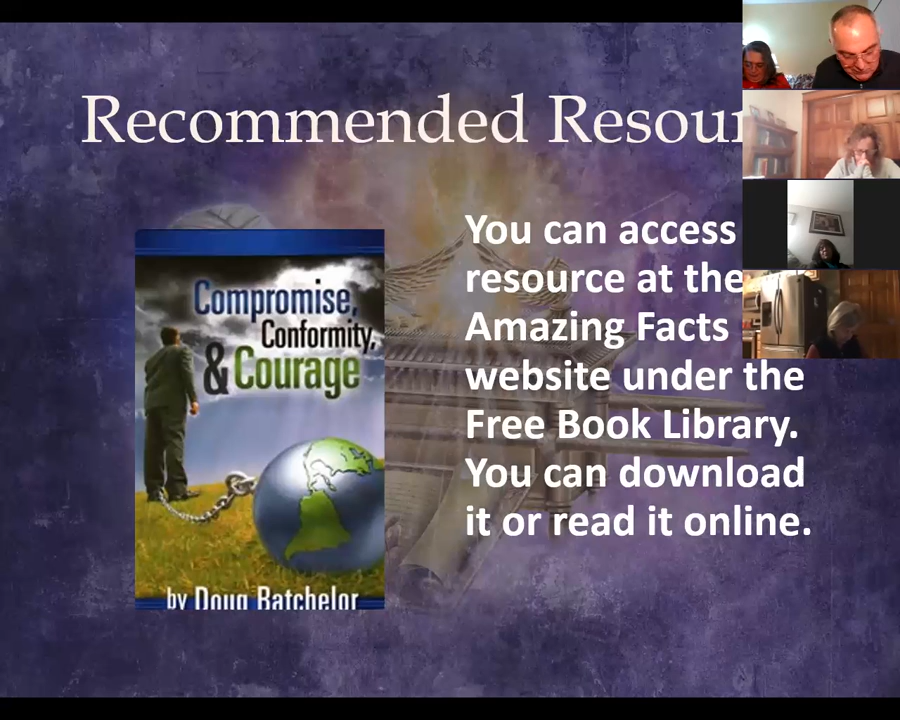 Recommended
You can access
resource at the
Amazing Facts
website under the
Free Book Library.
You can download
it or read it online.
Compromise,
Conformity,
& Courage
by Doug Batchelor